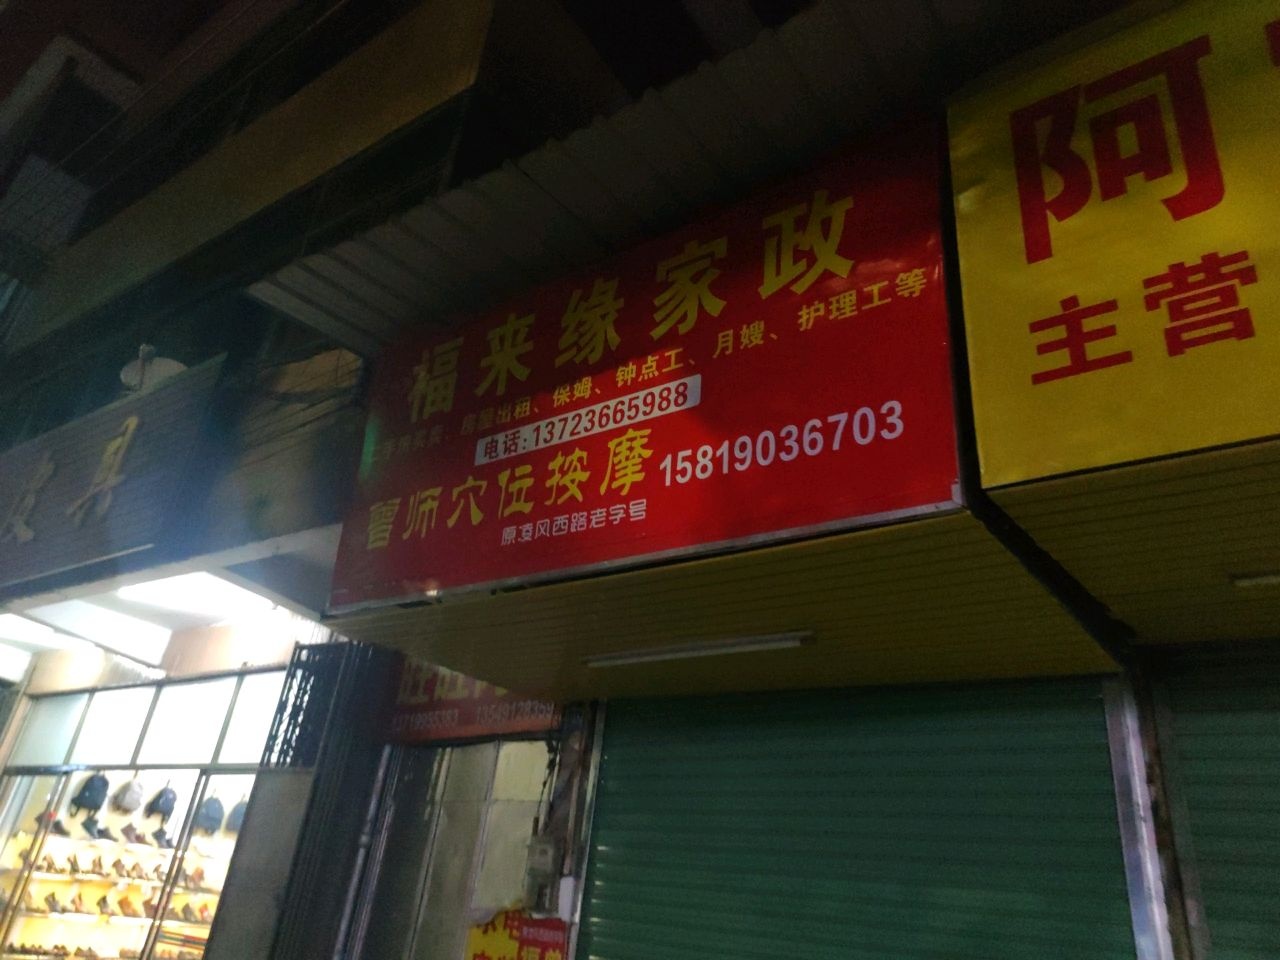 福来缘家政
房屋出租、保姆、钟点工、月嫂、护理工等
电话:13723665988
瞽师穴位按摩
15819036703
原凌风西路老字号
阿
主营
皮具